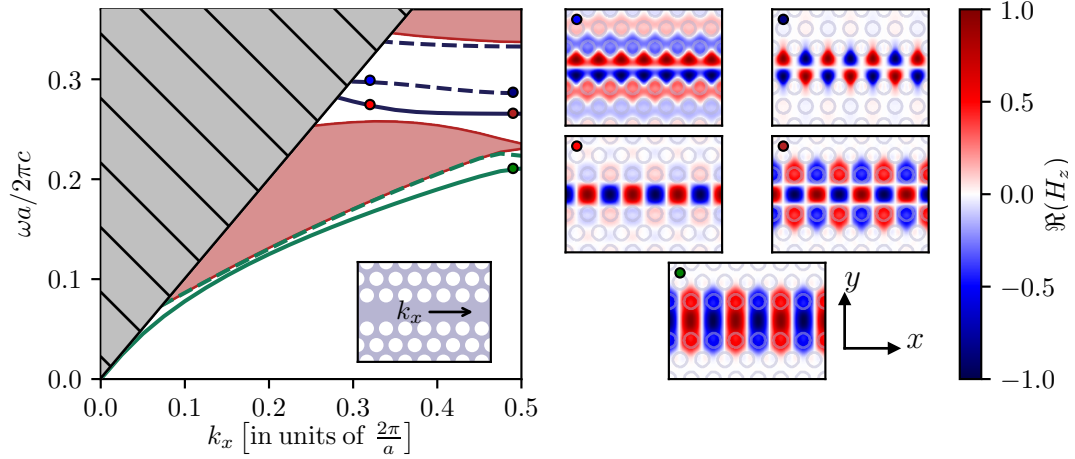 ωa/2πc
0.3
0.2
0.1
0.0
0.0 0.1 0.2 0.3 0.4 0.5
k_x [in units of \frac{2π}{a}]
k_x
y
x
1.0
0.5
0.0
−0.5
−1.0
ℜ(H_z)